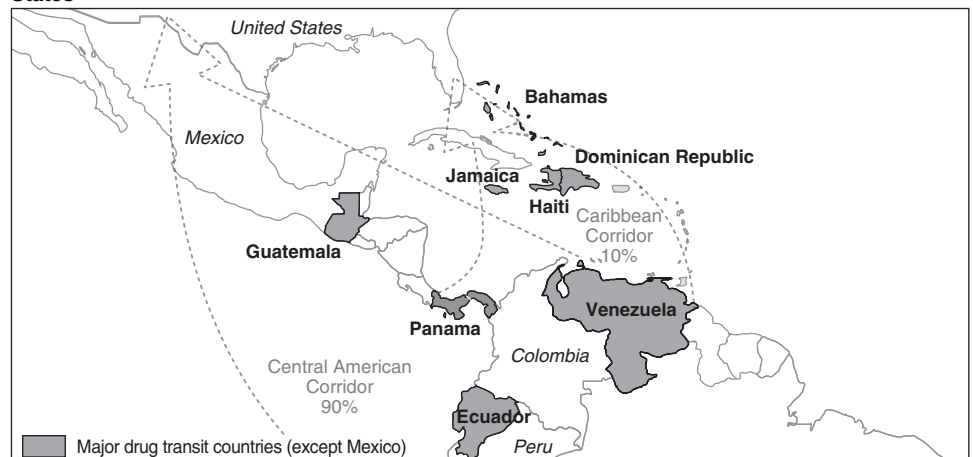 United States
Bahamas
Mexico
Dominican Republic
Jamaica
Haiti
Caribbean
Corridor
10%
Guatemala
Venezuela
Panama
Colombia
Central American
Corridor
90%
Ecuador
Peru
Major drug transit countries (except Mexico)